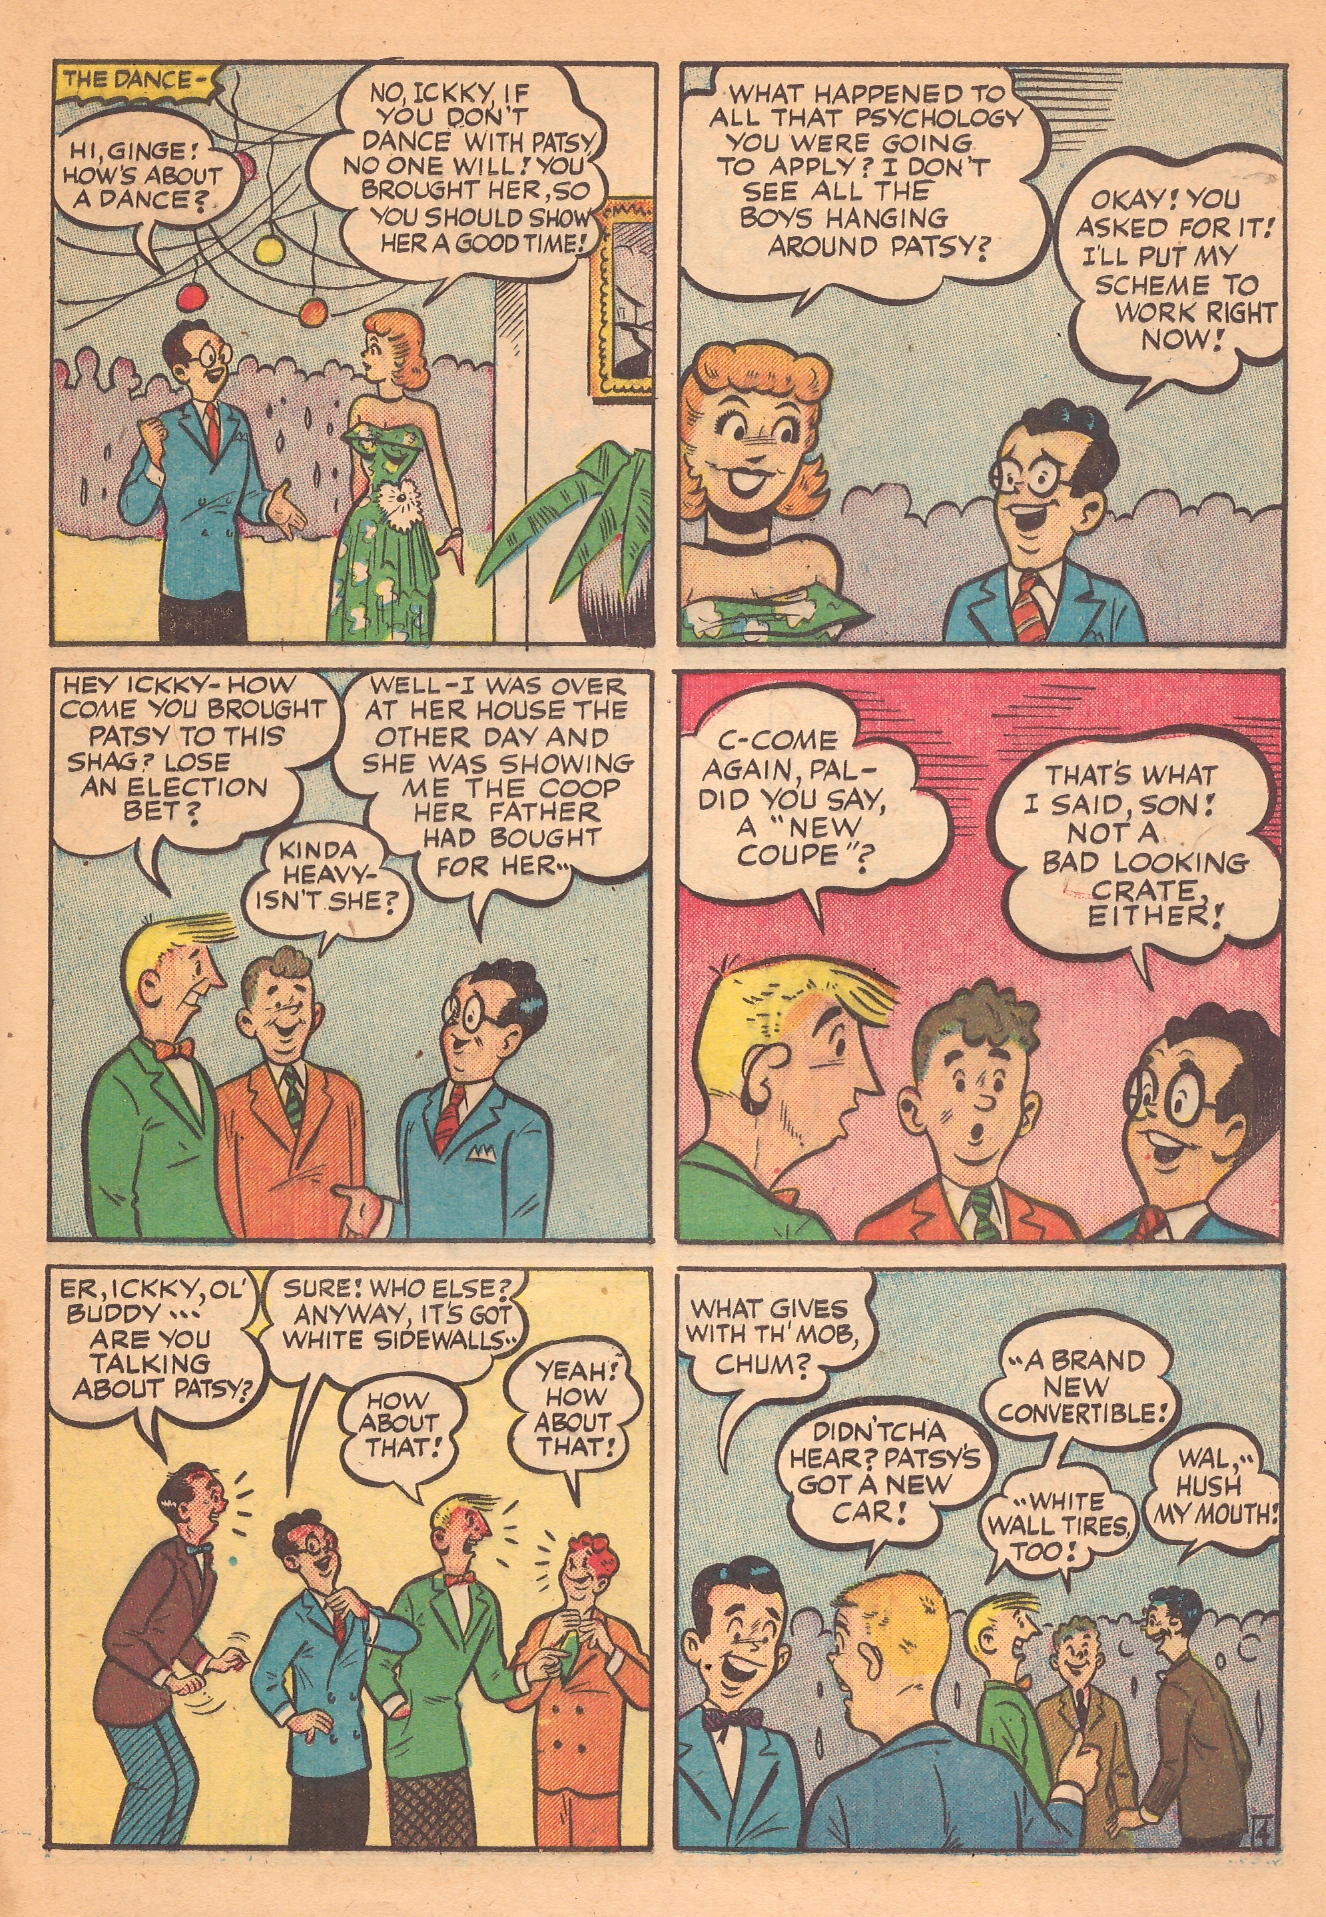 THE DANCE-
HI, GINGE!
HOW'S ABOUT
A DANCE?
NO, ICKKY, IF
YOU DON'T
DANCE WITH PATSY,
NO ONE WILL! YOU
BROUGHT HER, SO
YOU SHOULD SHOW
HER A GOOD TIME!
WHAT HAPPENED TO
ALL THAT PSYCHOLOGY
YOU WERE GOING
TO APPLY? I DON'T
SEE ALL THE
BOYS HANGING
AROUND PATSY?
OKAY! YOU
ASKED FOR IT!
I'LL PUT MY
SCHEME TO
WORK RIGHT
NOW!
HEY ICKKY-HOW
COME YOU BROUGHT
PATSY TO THIS
SHAG? LOSE
AN ELECTION
BET?
KINDA
HEAVY-
ISN'T SHE?
WELL-I WAS OVER
AT HER HOUSE THE
OTHER DAY AND
SHE WAS SHOWING
ME THE COOP
HER FATHER
HAD BOUGHT
FOR HER..
C-COME
AGAIN, PAL-
DID YOU SAY,
A "NEW
COUPE"?
THAT'S WHAT
I SAID, SON!
NOT A
BAD LOOKING
CRATE,
EITHER!
ER, ICKKY, OL'
BUDDY...
ARE YOU
TALKING
ABOUT PATSY?
SURE! WHO ELSE?
ANYWAY, IT'S GOT
WHITE SIDEWALLS..
HOW
ABOUT
THAT!
YEAH!
HOW
ABOUT
THAT!
WHAT GIVES
WITH TH' MOB,
CHUM?
DIDN'TCHA
HEAR? PATSY'S
GOT A NEW
CAR!
"A BRAND
NEW
CONVERTIBLE!
"WHITE
WALL TIRES,
TOO!
WAL,..
HUSH
MY MOUTH!